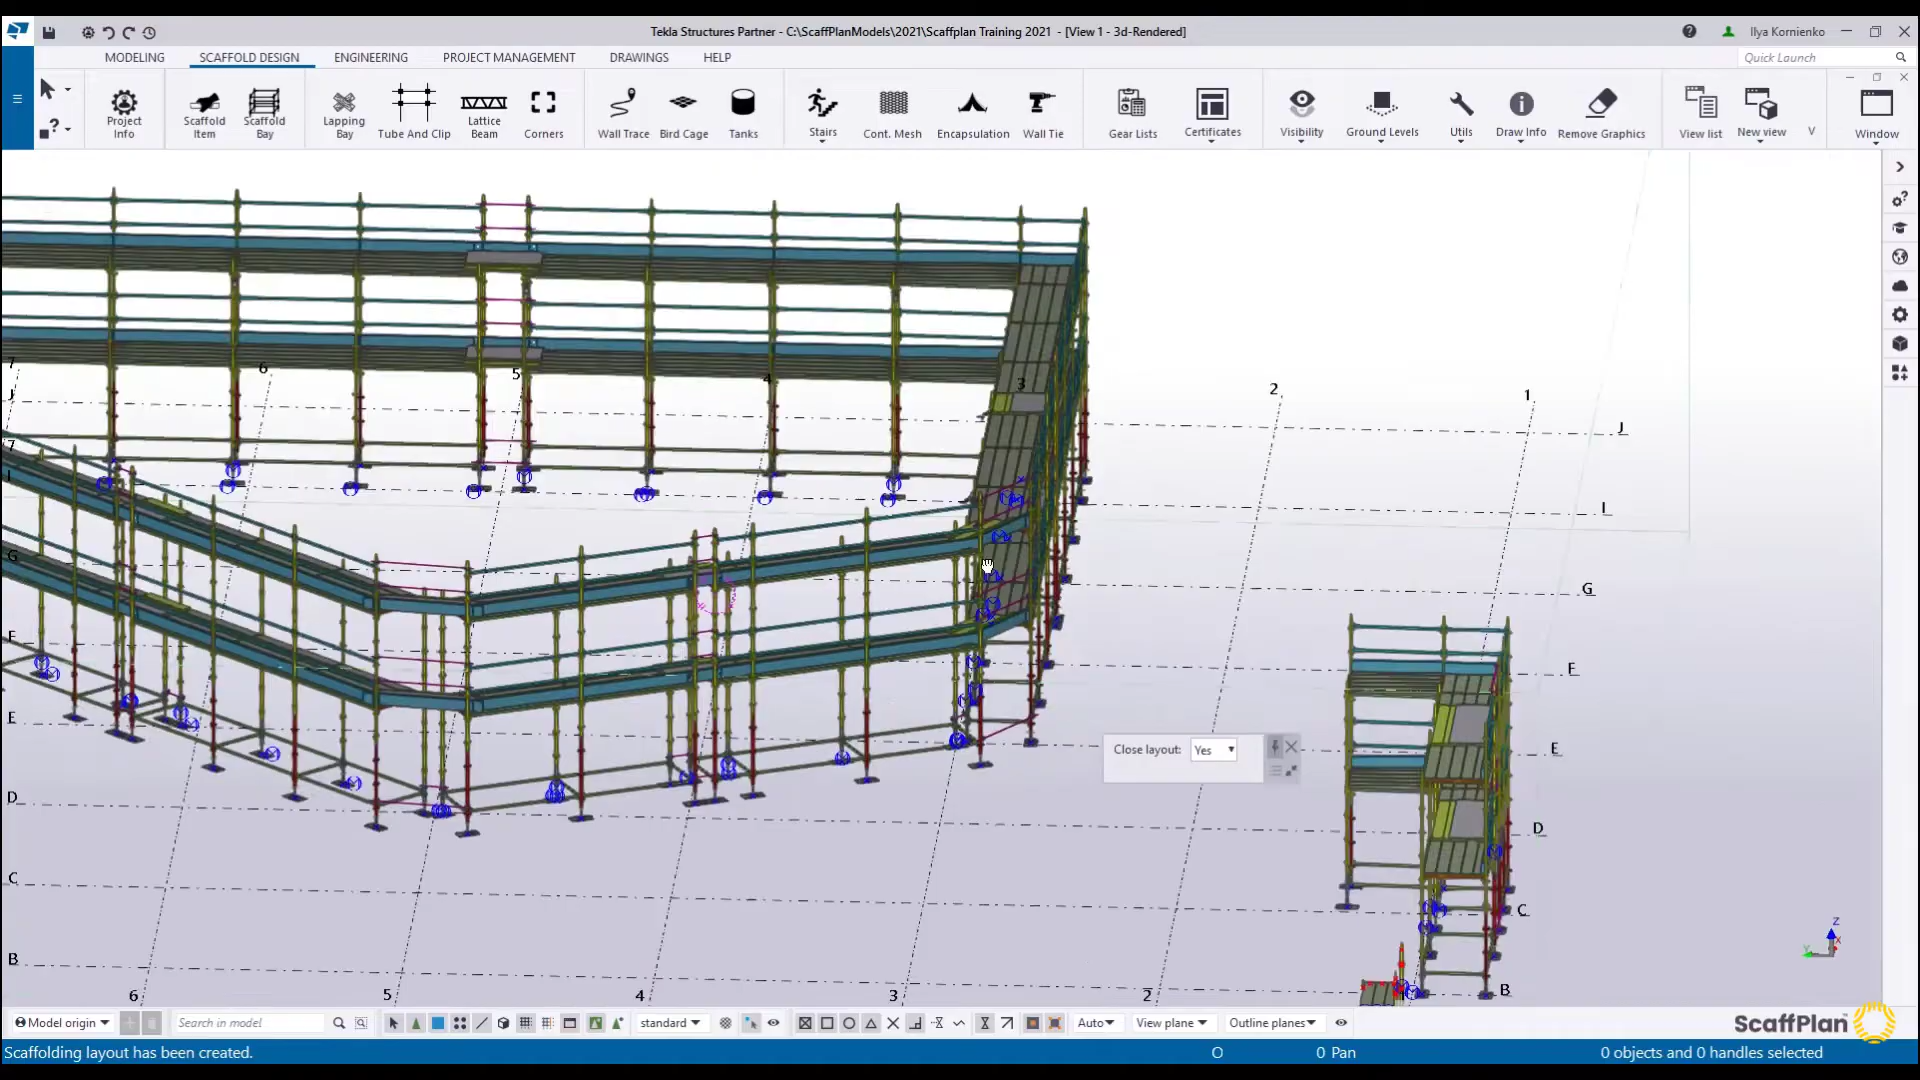 Tekla Structures Partner - C:\ScaffPlanModels\2021\Scaffplan Training 2021 - [View 1 - 3d-Rendered]
Ilya Kornienko
MODELING SCAFFOLD DESIGN ENGINEERING PROJECT MANAGEMENT DRAWINGS HELP
Quick Launch
Project Info
Scaffold Item
Scaffold Bay
Lapping Bay
Tube And Clip
Lattice Beam
Corners
Wall Trace
Bird Cage
Tanks
Stairs
Cont. Mesh
Encapsulation
Wall Tie
Gear Lists
Certificates
Visibility
Ground Levels
Utils
Draw Info
Remove Graphics
View list
New view
Window
7 6 5 4 3 2 1
J J
7
I I
G G
F F
E E
Close layout: Yes
D D
C C
B B
6 5 4 3 2
Z
X
Y
Model origin
Search in model
standard
Auto
View plane
Outline planes
ScaffPlan
Scaffolding layout has been created.
O
0 Pan
0 objects and 0 handles selected